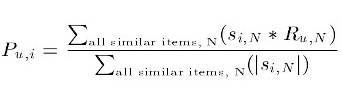 P_{u,i} = \frac{\sum_{\text{all similar items, N}} (s_{i,N} * R_{u,N})}{\sum_{\text{all similar items, N}} (|s_{i,N}|)}